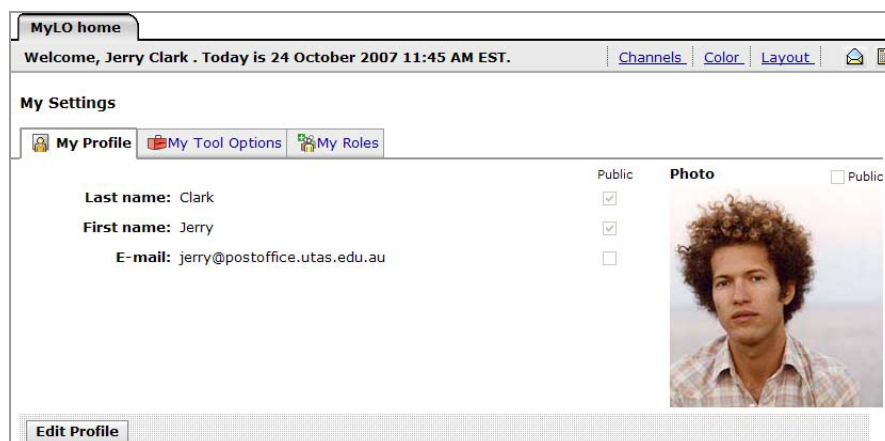 MyLO home
Welcome, Jerry Clark . Today is 24 October 2007 11:45 AM EST. Channels Color Layout
My Settings
My Profile My Tool Options My Roles
Public Photo Public
Last name: Clark
First name: Jerry
E-mail: jerry@postoffice.utas.edu.au
Edit Profile